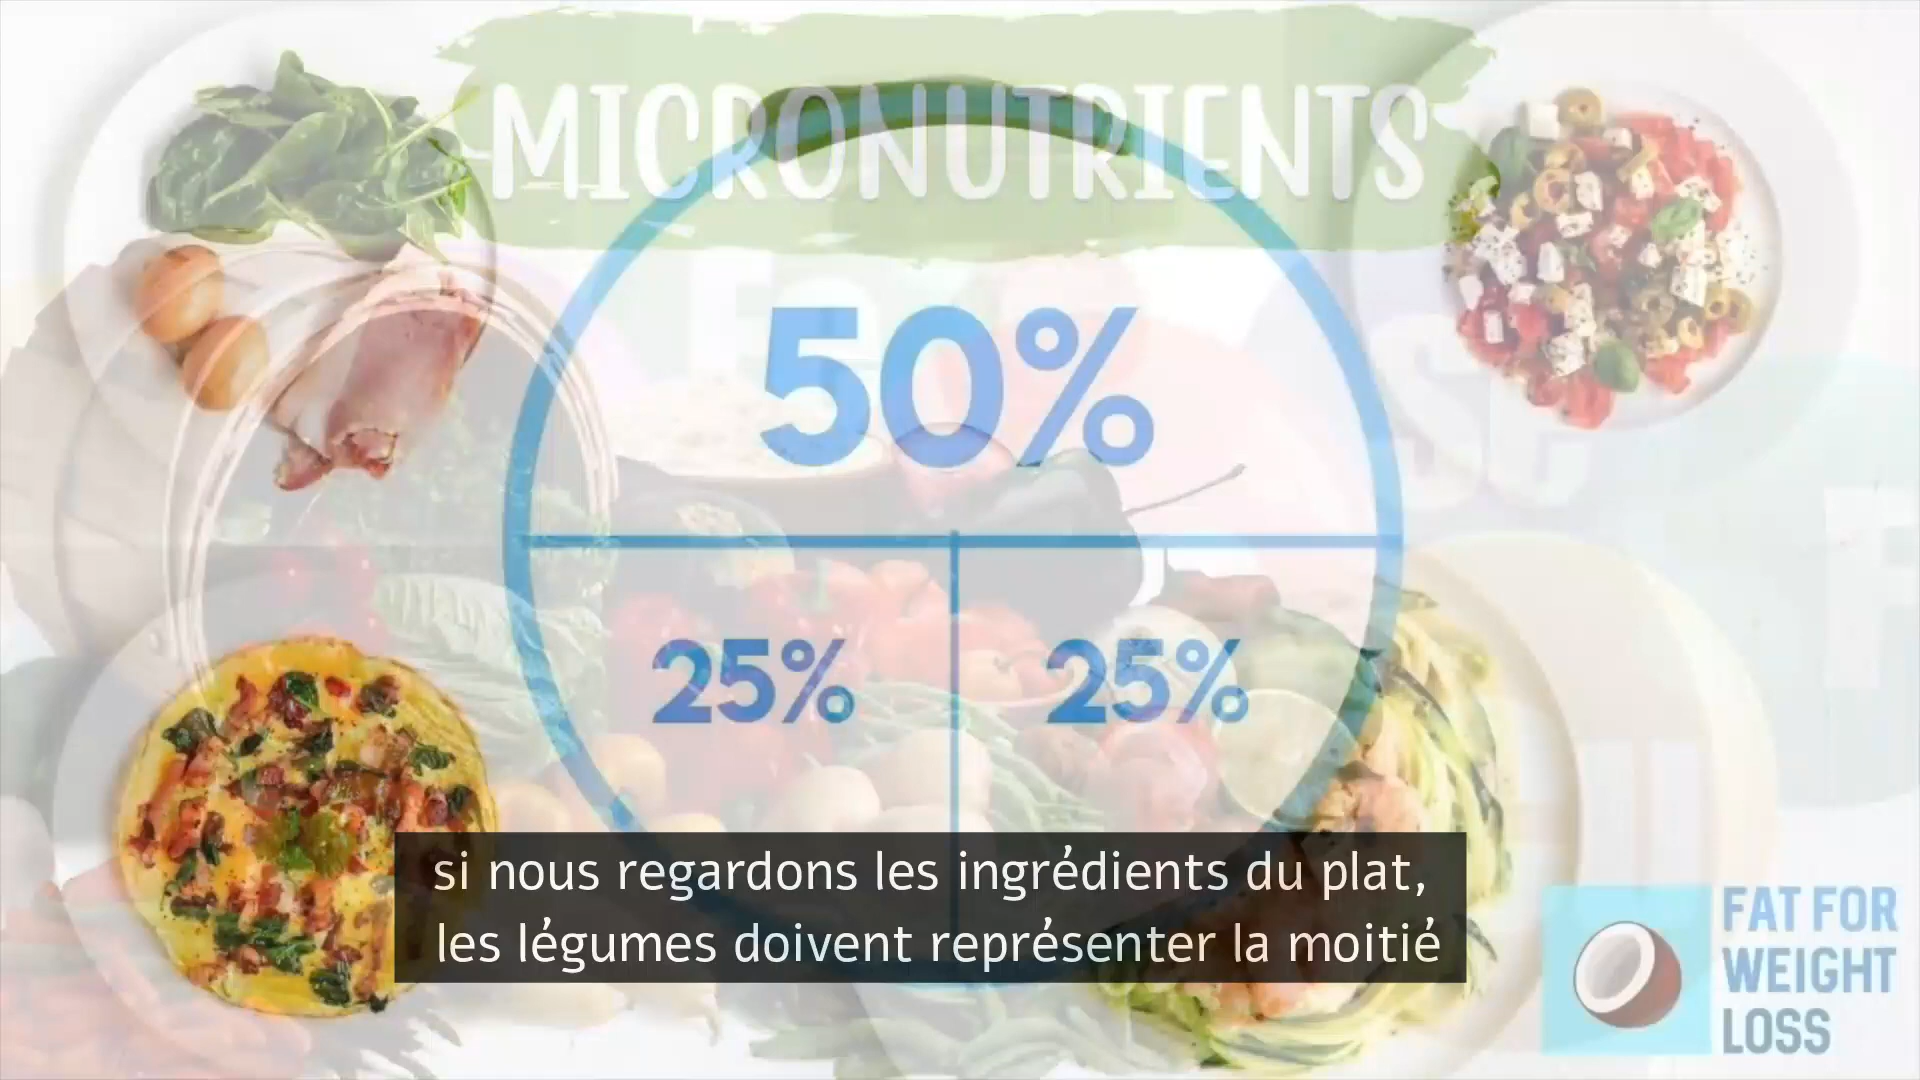 MICRONUTRIENTS
50%
25% 25%
si nous regardons les ingrédients du plat,
les légumes doivent représenter la moitié
FAT FOR
WEIGHT
LOSS